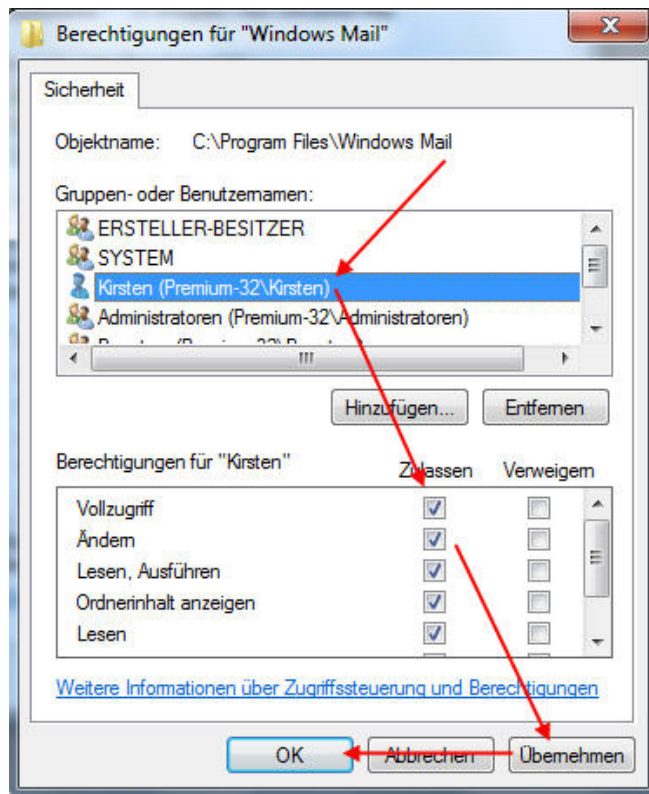 Berechtigungen für "Windows Mail"
Sicherheit
Objektname: C:\Program Files\Windows Mail
Gruppen- oder Benutzernamen:
ERSTELLER-BESITZER
SYSTEM
Kirsten (Premium-32\Kirsten)
Administratoren (Premium-32\Administratoren)
Hinzufügen... Entfernen
Berechtigungen für "Kirsten" Zulassen Verweigern
Vollzugriff
Ändern
Lesen, Ausführen
Ordnerinhalt anzeigen
Lesen
Weitere Informationen über Zugriffssteuerung und Berechtigungen
OK Abbrechen Übernehmen